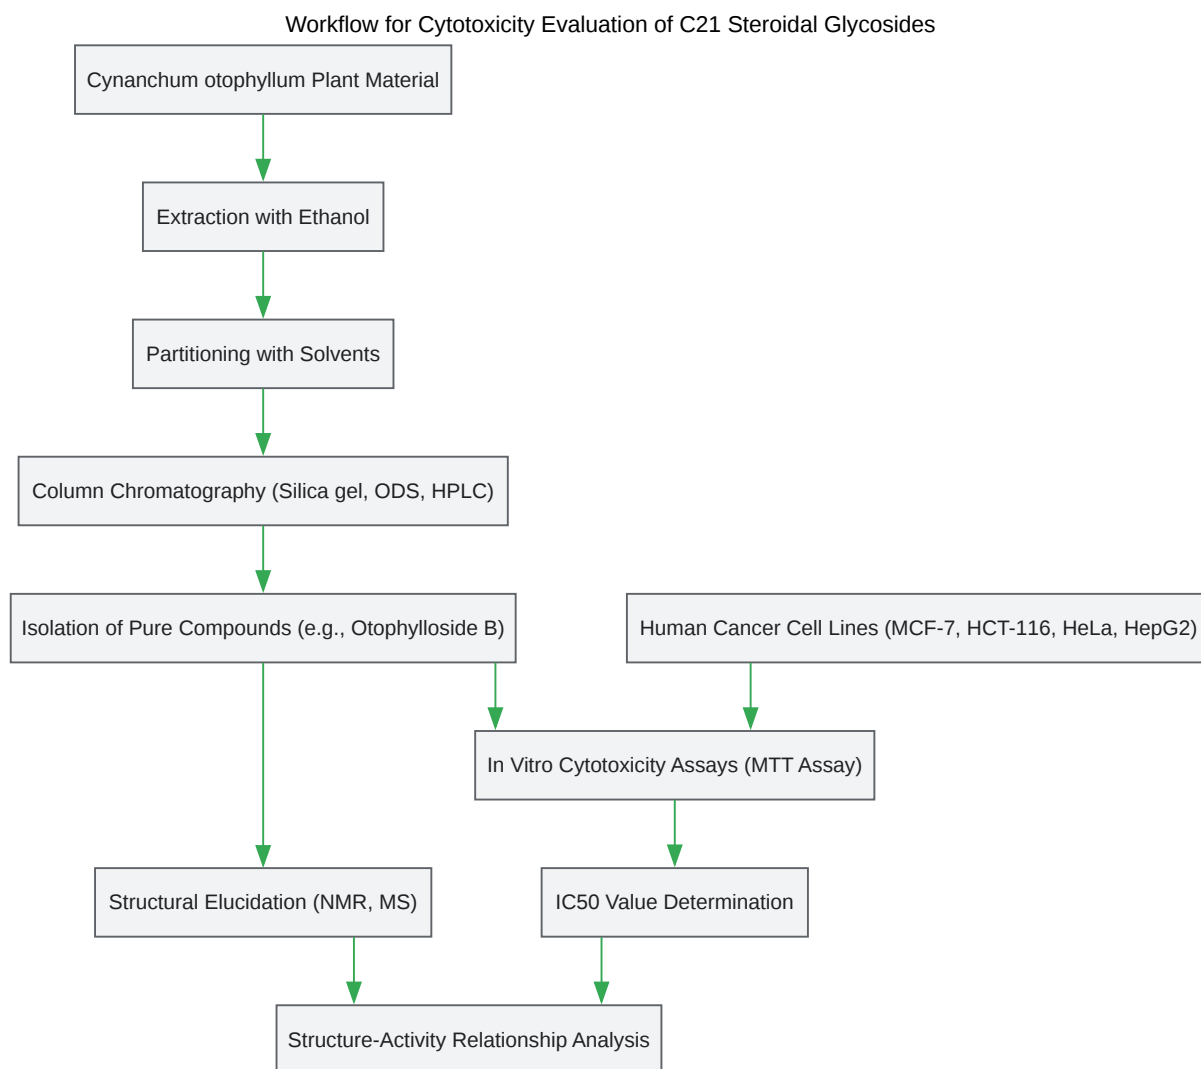 Workflow for Cytotoxicity Evaluation of C21 Steroidal Glycosides
Cynanchum otophyllum Plant Material
Extraction with Ethanol
Partitioning with Solvents
Column Chromatography (Silica gel, ODS, HPLC)
Isolation of Pure Compounds (e.g., Otophylloside B)
Human Cancer Cell Lines (MCF-7, HCT-116, HeLa, HepG2)
In Vitro Cytotoxicity Assays (MTT Assay)
Structural Elucidation (NMR, MS)
IC50 Value Determination
Structure-Activity Relationship Analysis